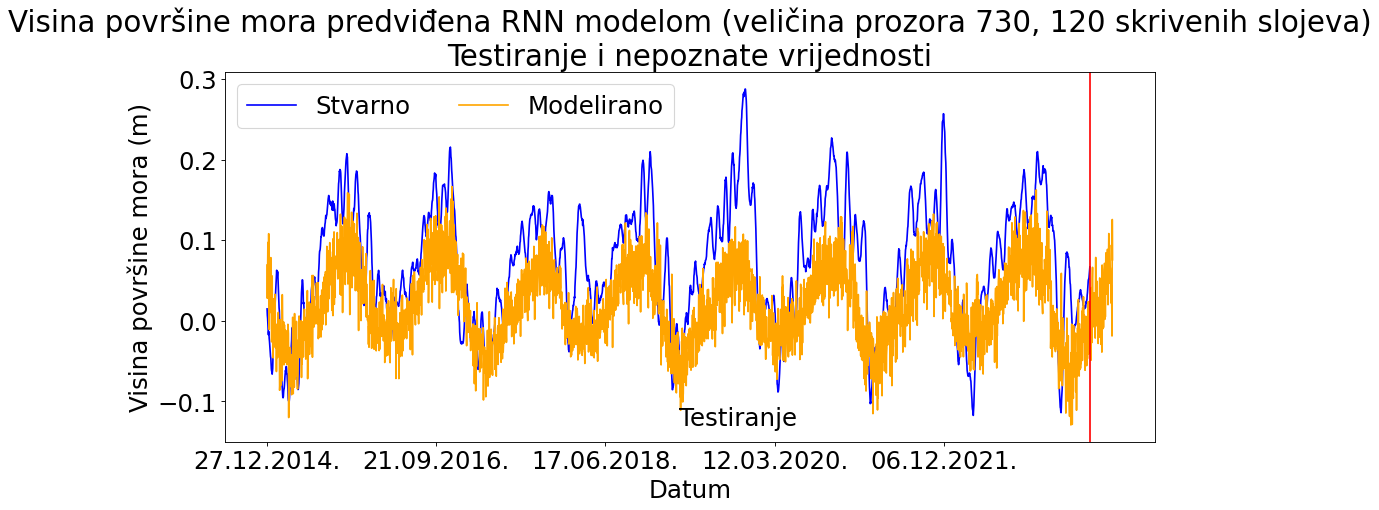 Visina površine mora predviđena RNN modelom (veličina prozora 730, 120 skrivenih slojeva)
Testiranje i nepoznate vrijednosti
Stvarno Modelirano
Visina površine mora (m)
0.3
0.2
0.1
0.0
−0.1
Testiranje
27.12.2014. 21.09.2016. 17.06.2018. 12.03.2020. 06.12.2021.
Datum